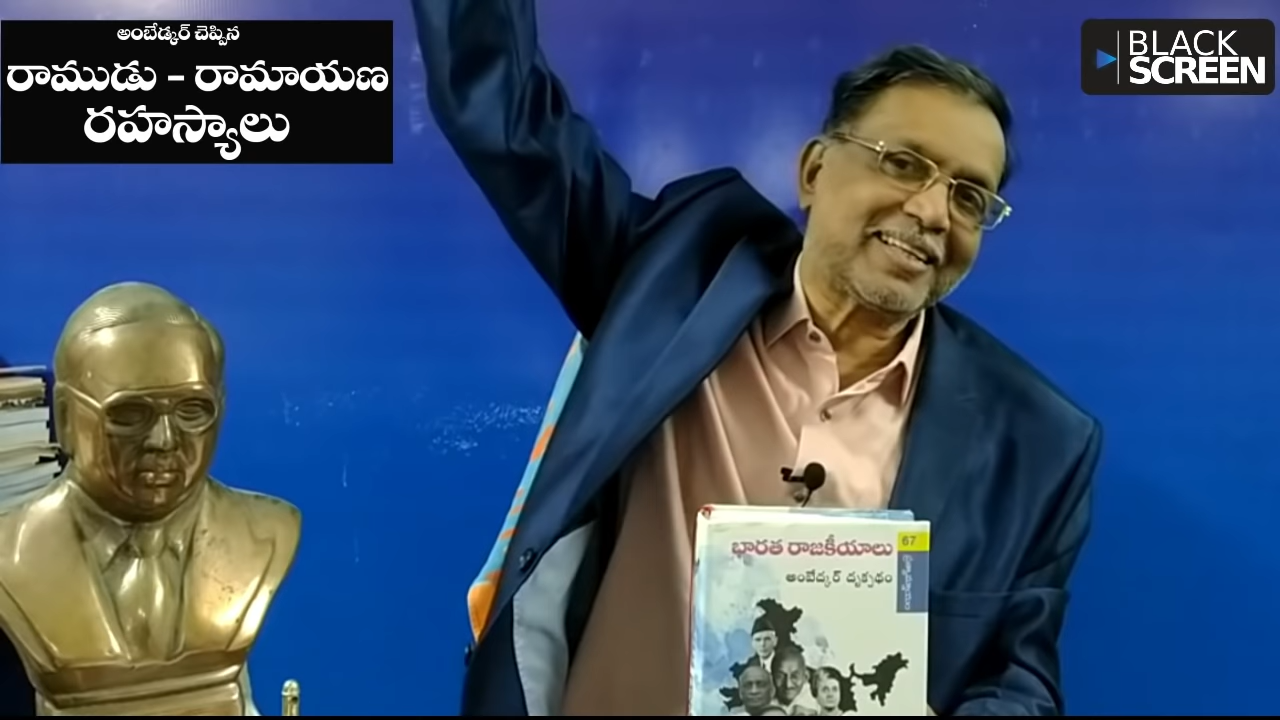 అంబేడ్కర్ చెప్పిన
రాముడు - రామాయణ
రహస్యాలు
BLACK
SCREEN
భారత రాజకీయాలు
67
అంబేద్కర్ దృక్పథం